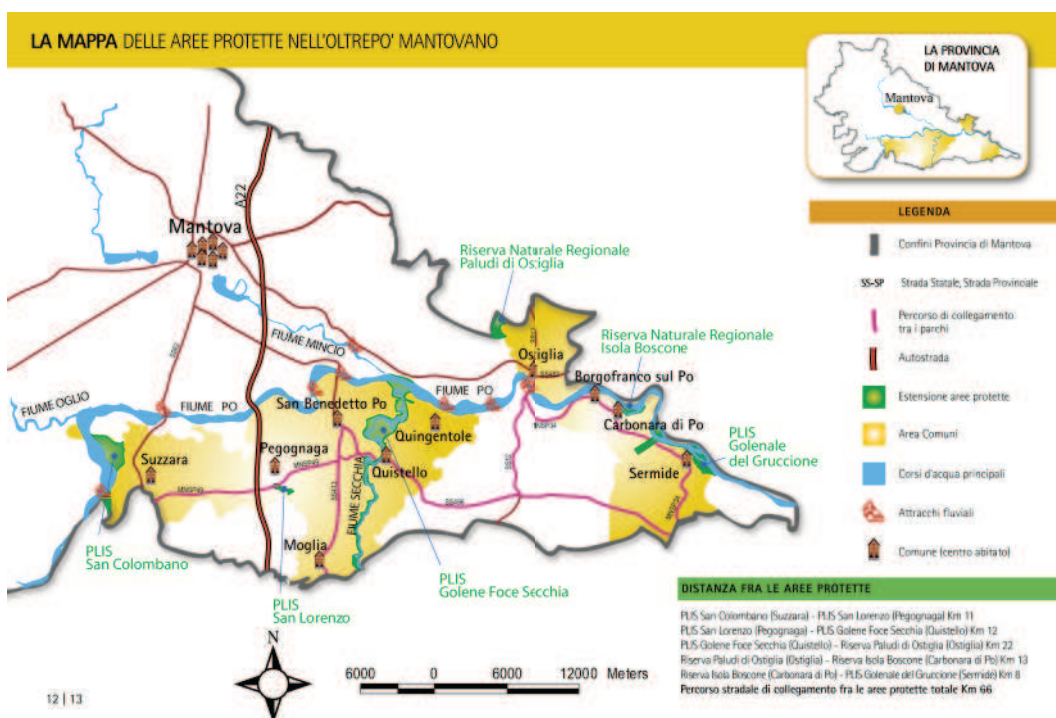 LA MAPPA DELLE AREE PROTETTE NELL'OLTREPO' MANTOVANO
LA PROVINCIA
DI MANTOVA
Mantova
A22
Mantova
Riserva Naturale Regionale
Paludi di Ostiglia
FIUME MINCIO
Ostiglia
Riserva Naturale Regionale
Isola Boscone
FIUME OGLIO
FIUME PO
FIUME PO
Borgofranco sul Po
San Benedetto Po
Quingentole
Carbonara di Po
PLIS
Golenale
del Gruccione
Pegognaga
Suzzara
Quistello
Sermide
FIUME SECCHIA
Moglia
PLIS
San Colombano
PLIS
San Lorenzo
PLIS
Golene Foce Secchia
N
6000 0 6000 12000 Meters
12 | 13
LEGENDA
Confini Provincia di Mantova
SS-SP Strada Statale, Strada Provinciale
Percorso di collegamento
tra i parchi
Autostrada
Estensione aree protette
Area Comuni
Corsi d'acqua principali
Attracchi fluviali
Comune (centro abitato)
DISTANZA FRA LE AREE PROTETTE
PLIS San Colombano (Suzzara) - PLIS San Lorenzo (Pegognaga) Km 11
PLIS San Lorenzo (Pegognaga) - PLIS Golene Foce Secchia (Quistello) Km 12
PLIS Golene Foce Secchia (Quistello) - Riserva Paludi di Ostiglia (Ostiglia) Km 22
Riserva Paludi di Ostiglia (Ostiglia) - Riserva Isola Boscone (Carbonara di Po) Km 13
Riserva Isola Boscone (Carbonara di Po) - PLIS Golenale del Gruccione (Sermide) Km 8
Percorso stradale di collegamento fra le aree protette totale Km 66